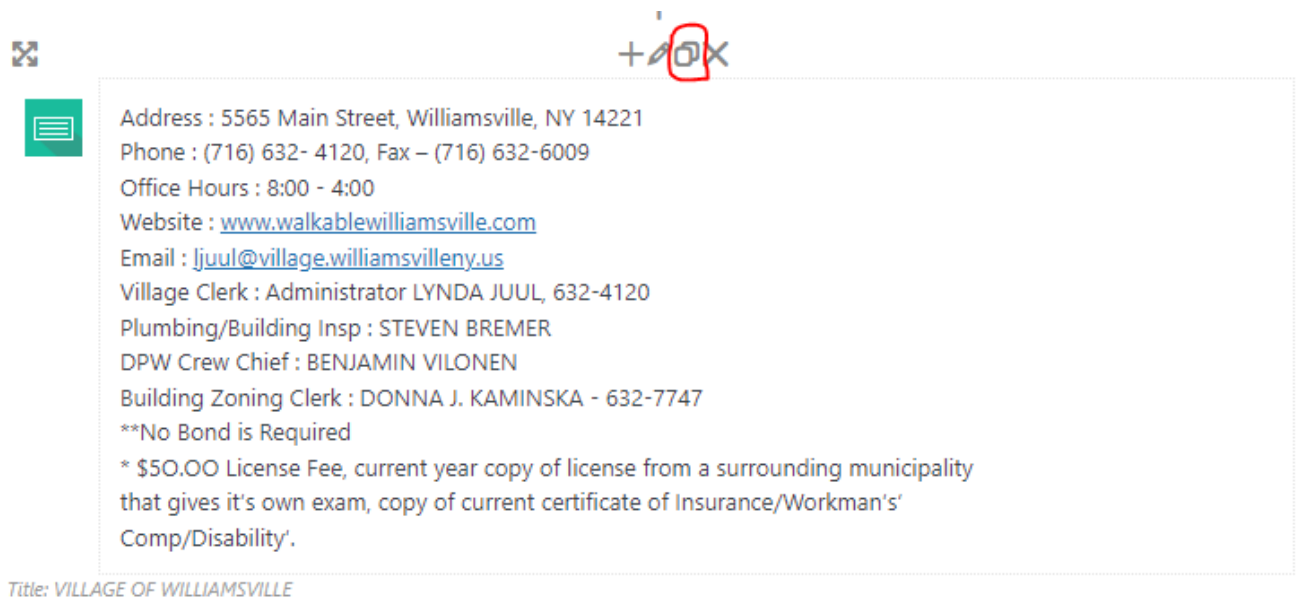 Address : 5565 Main Street, Williamsville, NY 14221
Phone : (716) 632- 4120, Fax – (716) 632-6009
Office Hours : 8:00 - 4:00
Website : www.walkablewilliamsville.com
Email : ljuul@village.williamsvilleny.us
Village Clerk : Administrator LYNDA JUUL, 632-4120
Plumbing/Building Insp : STEVEN BREMER
DPW Crew Chief : BENJAMIN VILONEN
Building Zoning Clerk : DONNA J. KAMINSKA - 632-7747
**No Bond is Required
* $5O.OO License Fee, current year copy of license from a surrounding municipality
that gives it's own exam, copy of current certificate of Insurance/Workman's'
Comp/Disability'.
Title: VILLAGE OF WILLIAMSVILLE